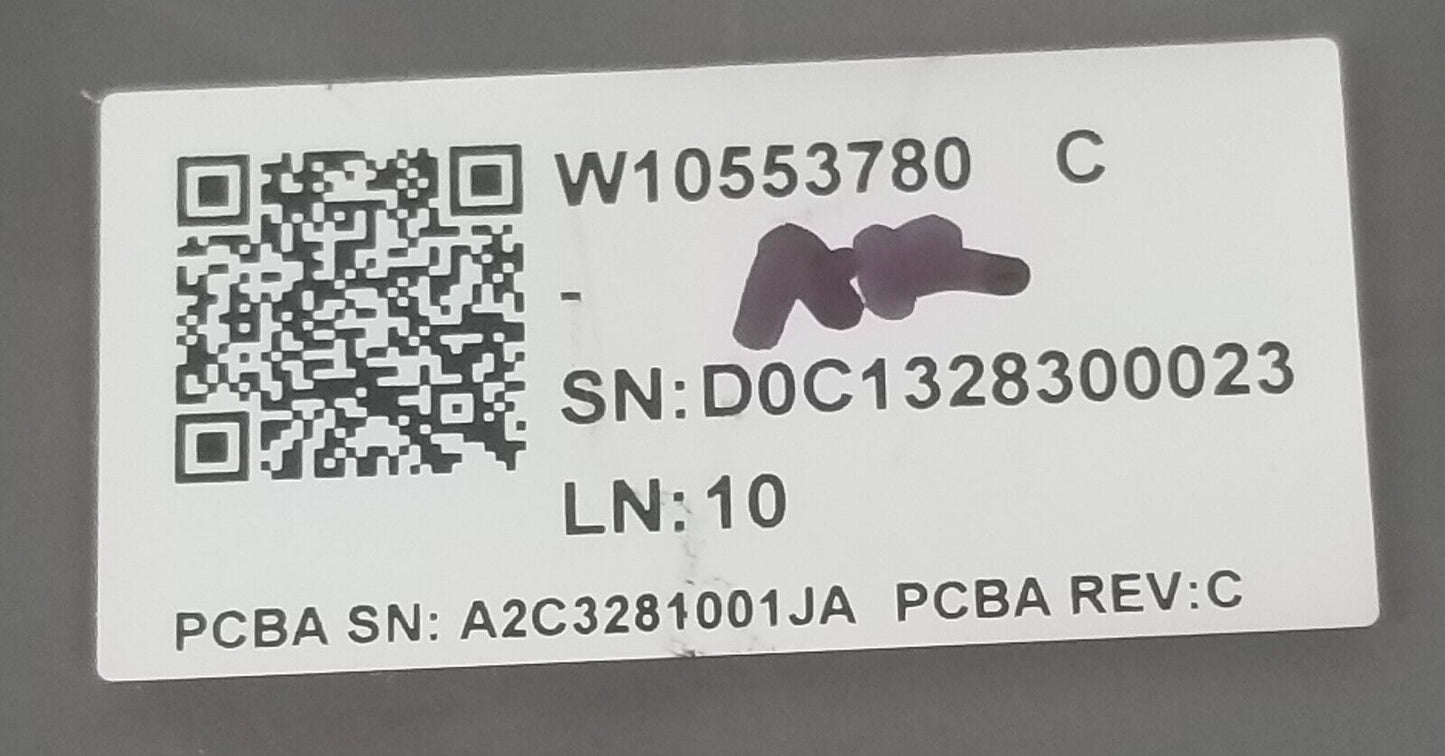 W10553780 C
-
SN:D0C1328300023
LN:10
PCBA SN: A2C3281001JA PCBA REV:C